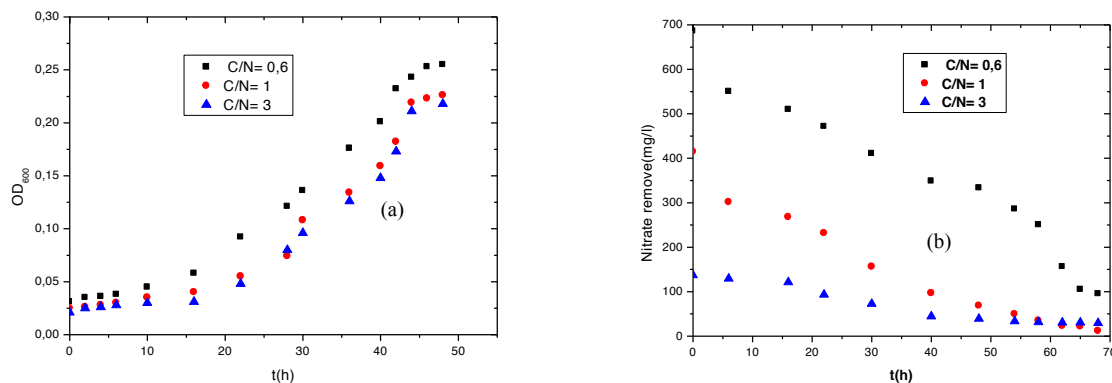 0,30
0,25
0,20
0,15
0,10
0,05
0,00
OD600
C/N= 0,6
C/N= 1
C/N= 3
(a)
0 10 20 30 40 50
t(h)
700
600
500
400
300
200
100
0
Nitrate remove(mg/l)
C/N= 0,6
C/N= 1
C/N= 3
(b)
0 10 20 30 40 50 60 70
t(h)